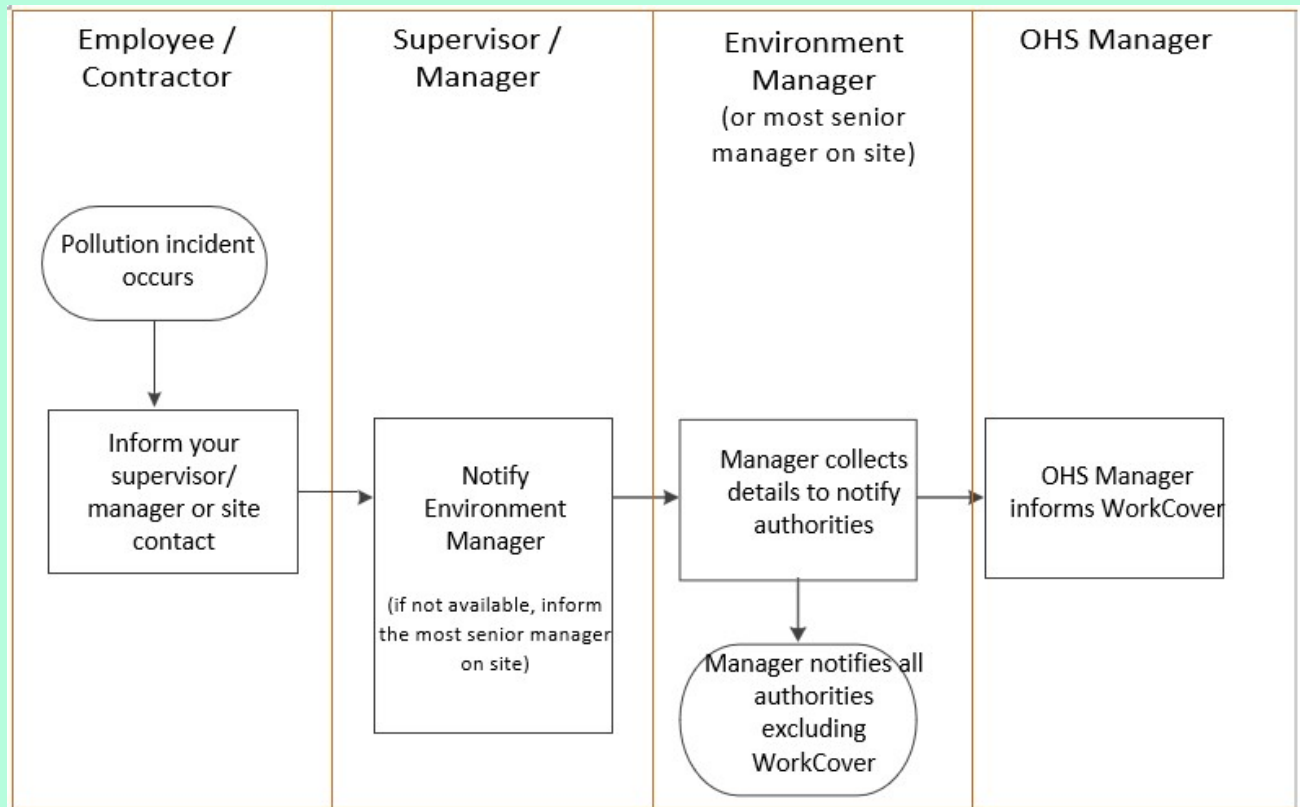 Employee /
Contractor
Supervisor /
Manager
Environment
Manager
(or most senior
manager on site)
OHS Manager
Pollution incident
occurs
Inform your
supervisor/
manager or site
contact
Notify
Environment
Manager
(if not available, inform
the most senior manager
on site)
Manager collects
details to notify
authorities
OHS Manager
informs WorkCover
Manager notifies all
authorities
excluding
WorkCover